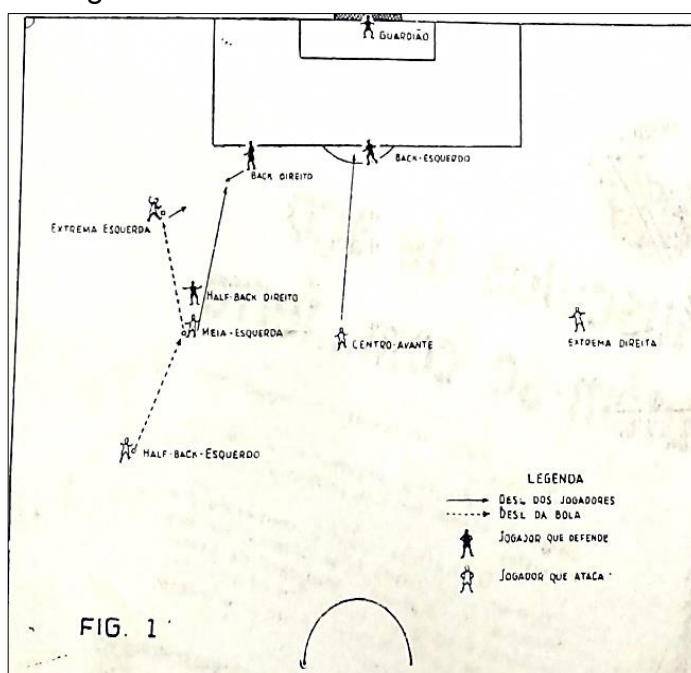 GUARDIÃO
BACK DIREITO
BACK-ESQUERDO
EXTREMA ESQUERDA
HALF-BACK DIREITO
MEIA-ESQUERDA
CENTRO-AVANTE
EXTREMA DIREITA
HALF-BACK-ESQUERDO
LEGENDA
DESL DOS JOGADORES
DESL DA BOLA
JOGADOR QUE DEFENDE
JOGADOR QUE ATACA
FIG. 1